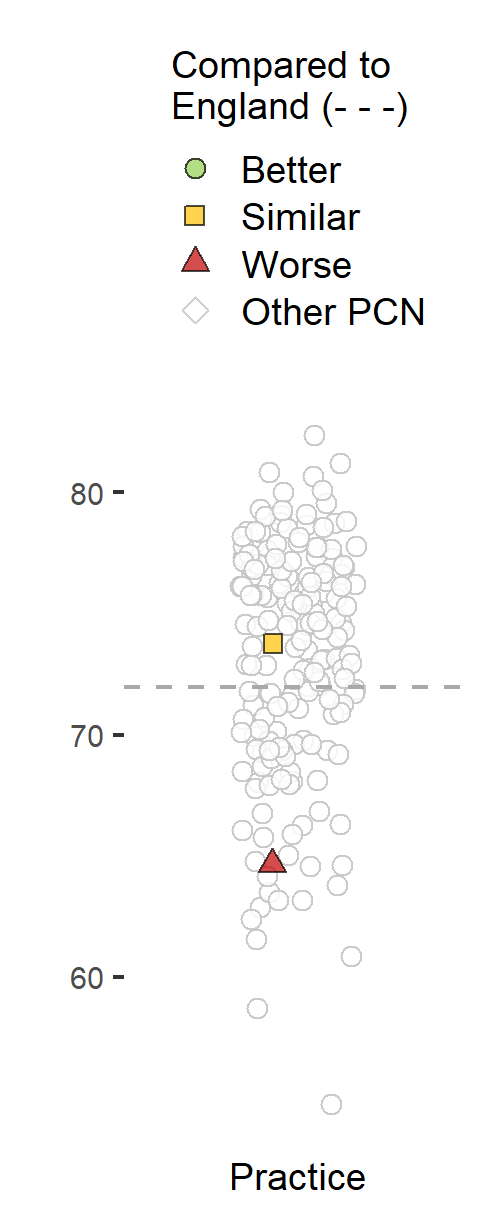 Compared to
England (- - -)
Better
Similar
Worse
Other PCN
80
70
60
Practice